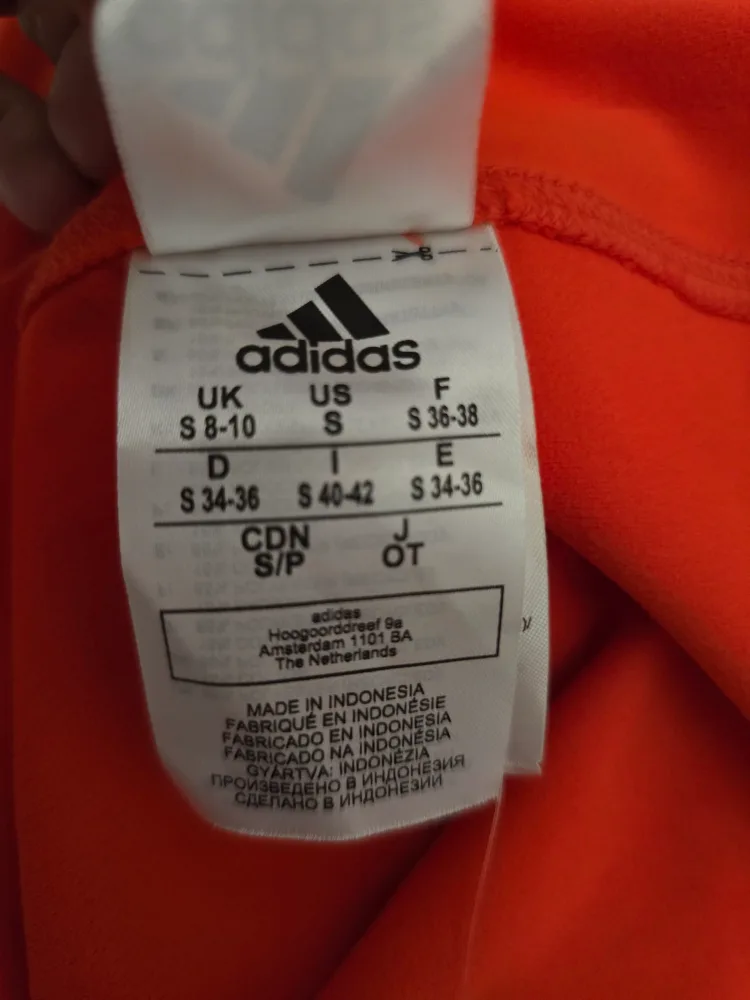 adidas
UK US F
S 8-10 S S 36-38
D I E
S 34-36 S 40-42 S 34-36
CDN J
S/P OT
adidas
Hoogoorddreef 9a
Amsterdam 1101 BA
The Netherlands
MADE IN INDONESIA
FABRIQUÉ EN INDONÉSIE
FABRICADO EN INDONESIA
FABRICADO NA INDONÉSIA
GYÁRTVA: INDONÉZIA
ПРОИЗВЕДЕНО В ИНДОНЕЗИЯ
СДЕЛАНО В ИНДОНЕЗИИ